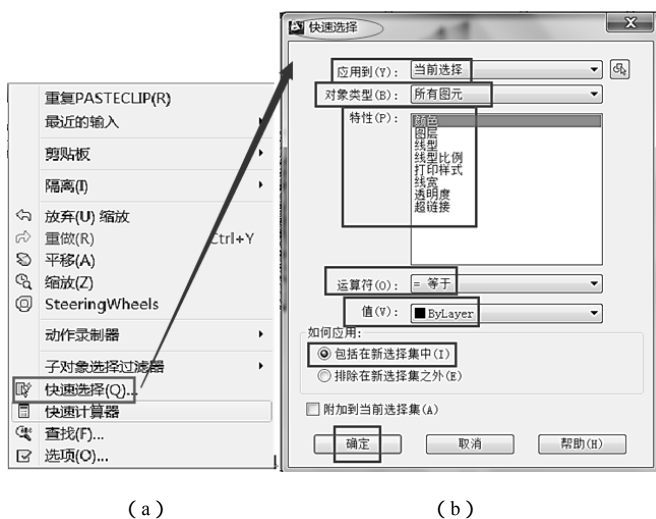 重复PASTECLIP(R)
最近的输入
剪贴板
隔离(I)
放弃(U) 缩放
重做(R) Ctrl+Y
平移(A)
缩放(Z)
SteeringWheels
动作录制器
子对象选择过滤器
快速选择(Q)...
快速计算器
查找(F)...
选项(O)...
(a)
快速选择
应用到(Y): 当前选择
对象类型(B): 所有图元
特性(P): 颜色
图层
线型
线型比例
打印样式
线宽
透明度
超链接
运算符(O): = 等于
值(V): ByLayer
如何应用:
包括在新选择集中(I)
排除在新选择集之外(E)
附加到当前选择集(A)
确定 取消 帮助(H)
(b)